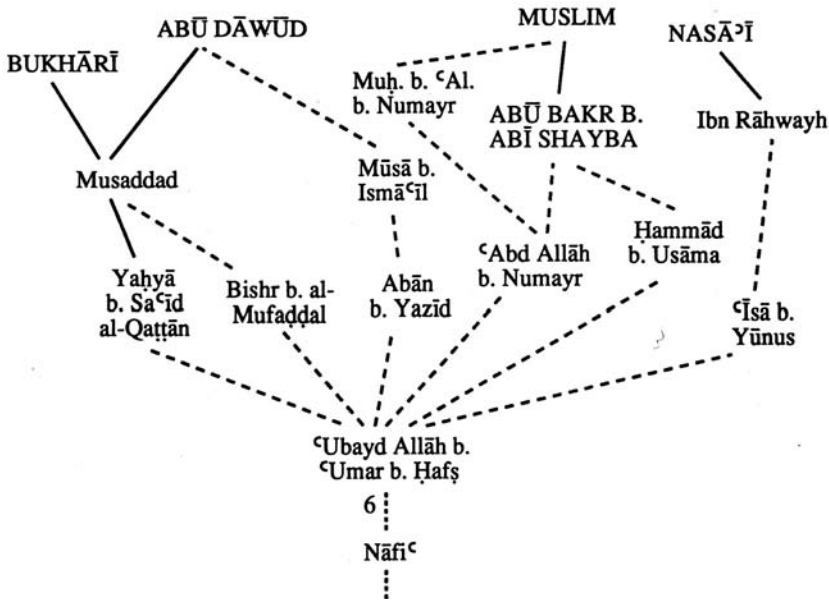 ABŪ DĀWŪD
MUSLIM
NASĀʾĪ
BUKHĀRĪ
Muḥ. b. ʿAl.
b. Numayr
ABŪ BAKR B.
ABĪ SHAYBA
Ibn Rāhwayh
Musaddad
Mūsā b.
Ismāʿīl
Yaḥyā
b. Saʿīd
al-Qaṭṭān
Bishr b. al-
Mufaḍḍal
Abān
b. Yazīd
ʿAbd Allāh
b. Numayr
Ḥammād
b. Usāma
ʿĪsā b.
Yūnus
ʿUbayd Allāh b.
ʿUmar b. Ḥafṣ
6
Nāfiʿ